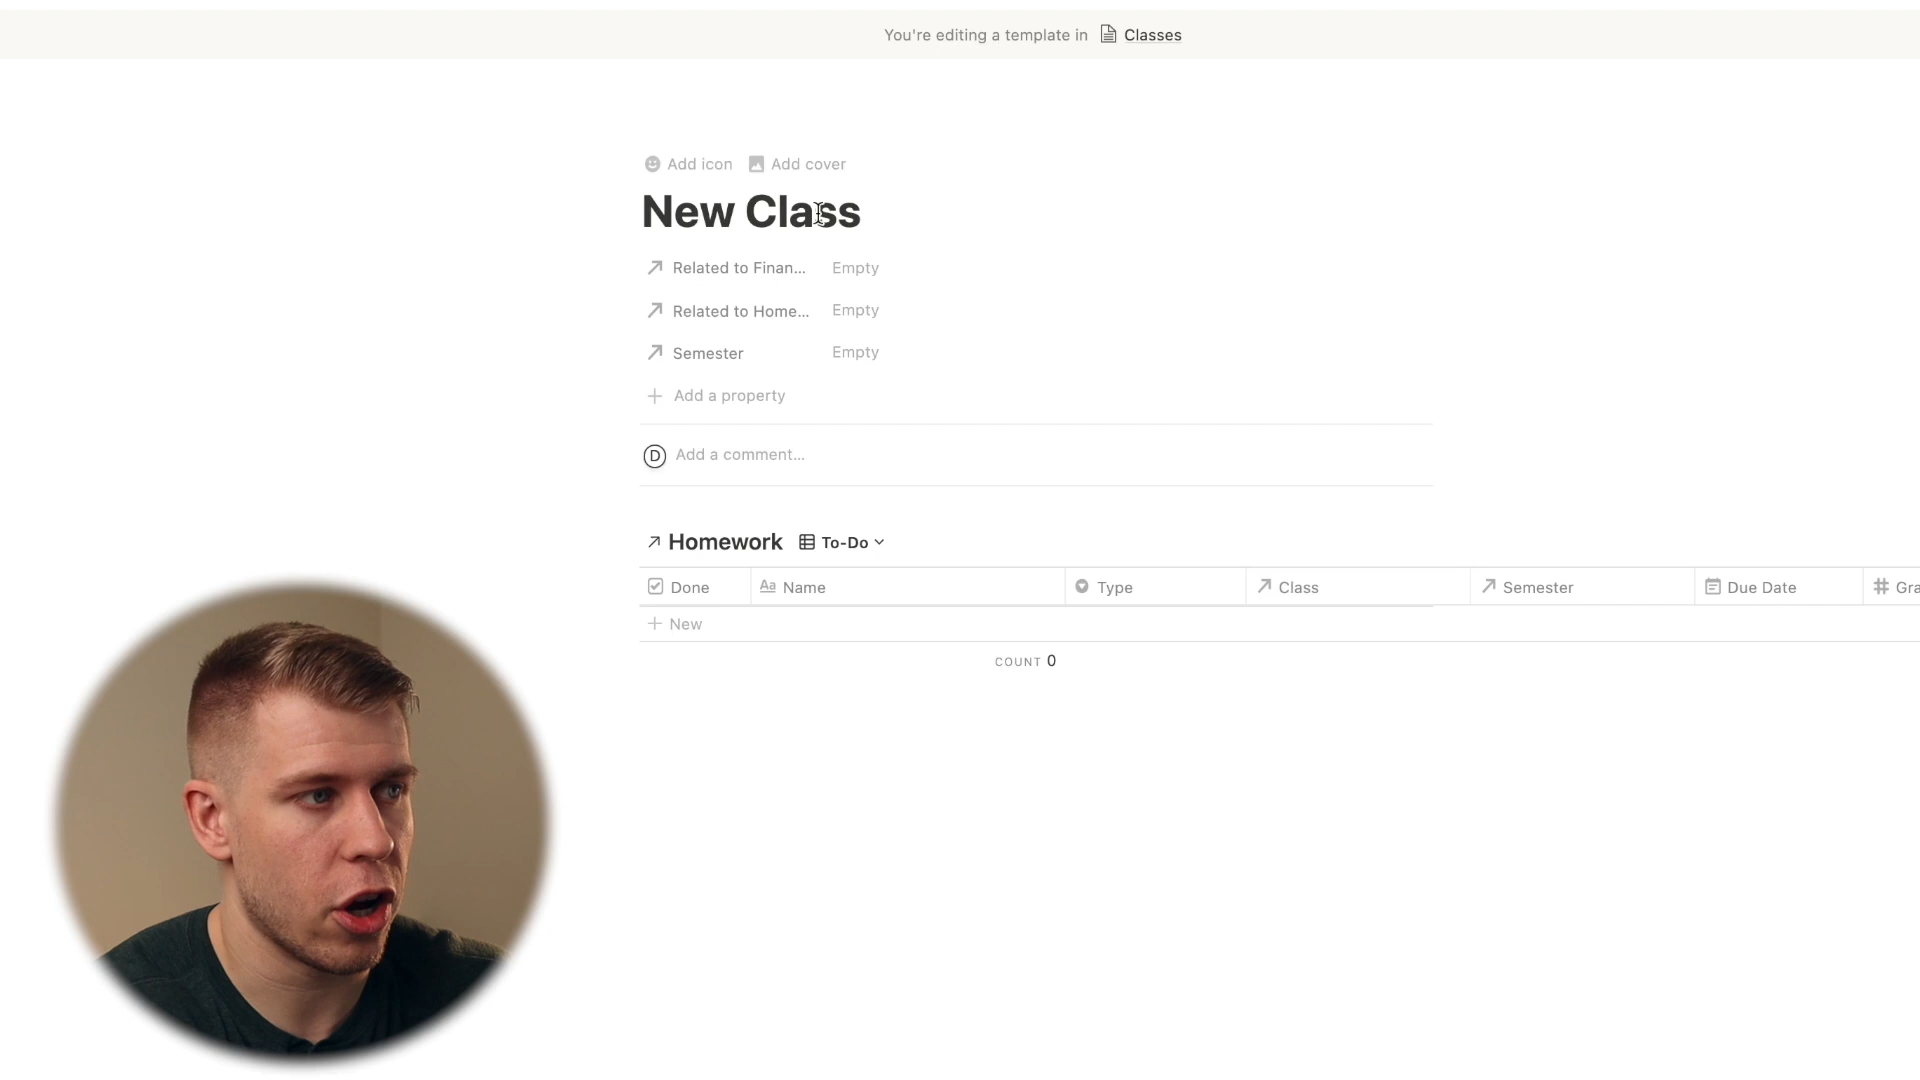 You're editing a template in Classes
Add icon Add cover
New Class
Related to Finan... Empty
Related to Home... Empty
Semester Empty
Add a property
D Add a comment...
Homework To-Do
Done Aa Name Type Class Semester Due Date # Gra
New
COUNT 0